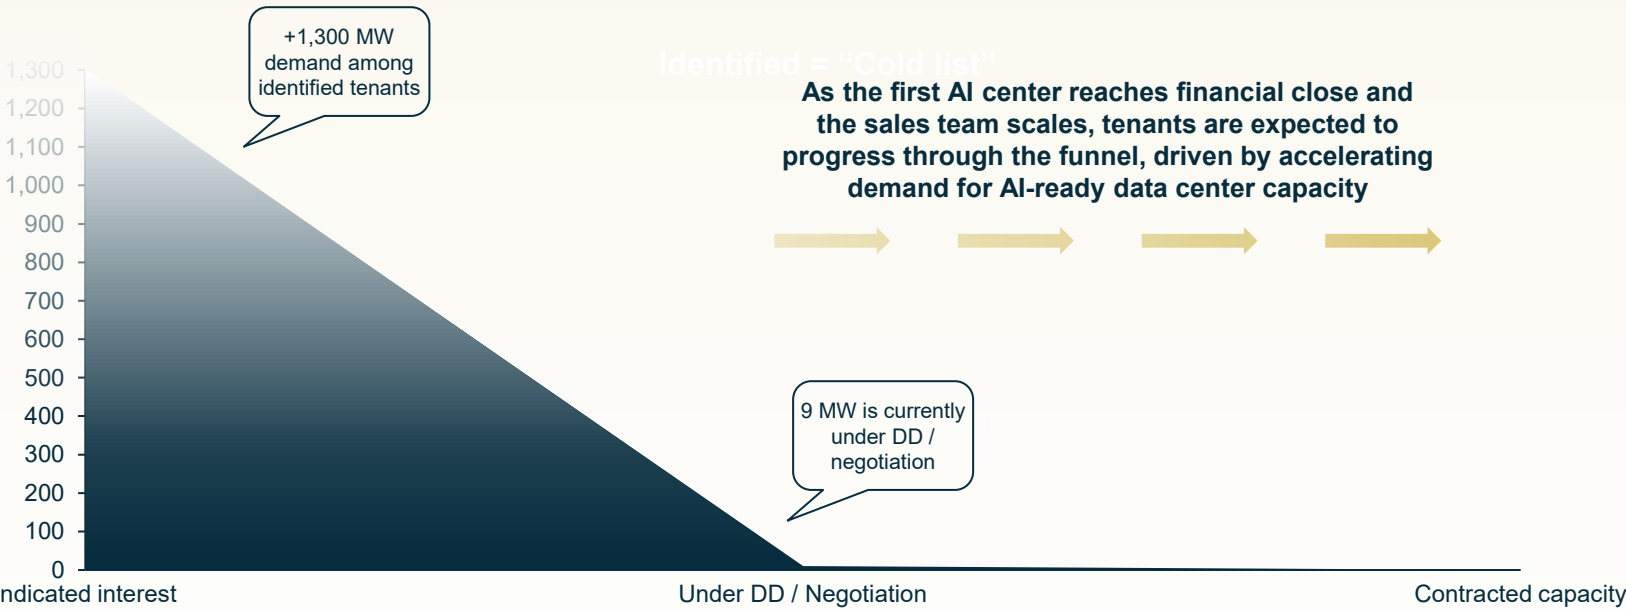 +1,300 MW
demand among
identified tenants
Identified = “Cold list”
As the first AI center reaches financial close and
the sales team scales, tenants are expected to
progress through the funnel, driven by accelerating
demand for AI-ready data center capacity
1,300
1,200
1,100
1,000
900
800
700
600
500
400
300
200
100
0
9 MW is currently
under DD /
negotiation
ndicated interest
Under DD / Negotiation
Contracted capacity